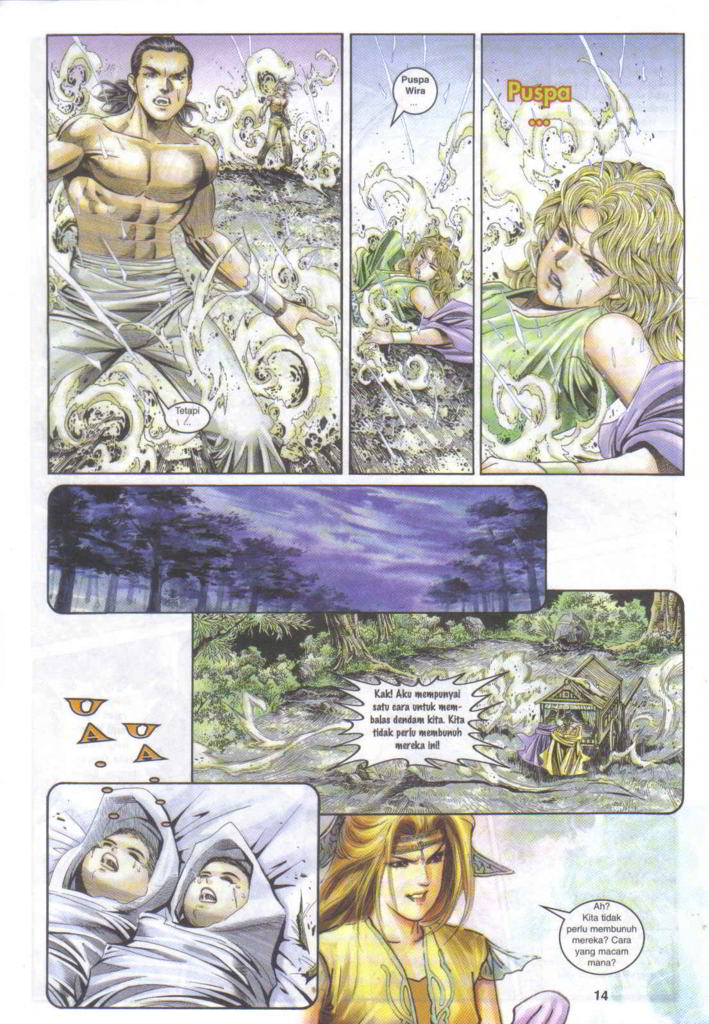 Tetapi
...
Puspa
Wira
...
Puspa
...
Kak! Aku mempunyai
satu cara untuk mem-
balas dendam kita. Kita
tidak perlu membunuh
mereka ini!
U
A
-
U
A
-
Ah?
Kita tidak
perlu membunuh
mereka? Cara
yang macam
mana?
14